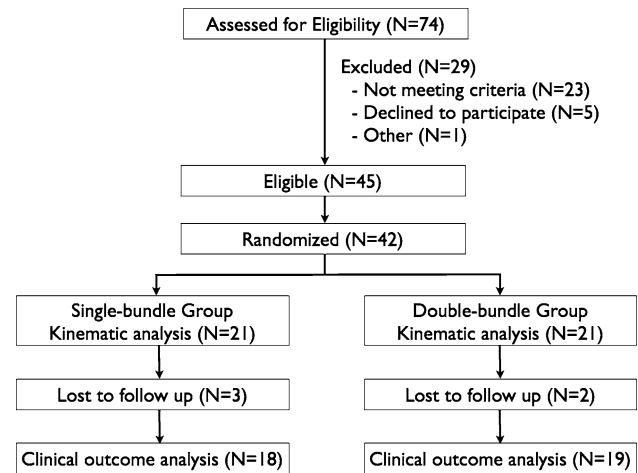 Assessed for Eligibility (N=74)
Excluded (N=29)
- Not meeting criteria (N=23)
- Declined to participate (N=5)
- Other (N=1)
Eligible (N=45)
Randomized (N=42)
Single-bundle Group
Kinematic analysis (N=21)
Double-bundle Group
Kinematic analysis (N=21)
Lost to follow up (N=3)
Lost to follow up (N=2)
Clinical outcome analysis (N=18)
Clinical outcome analysis (N=19)